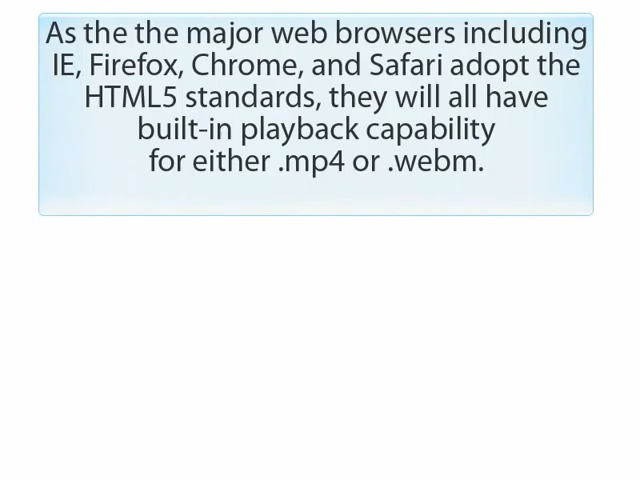 As the the major web browsers including
IE, Firefox, Chrome, and Safari adopt the
HTML5 standards, they will all have
built-in playback capability
for either .mp4 or .webm.